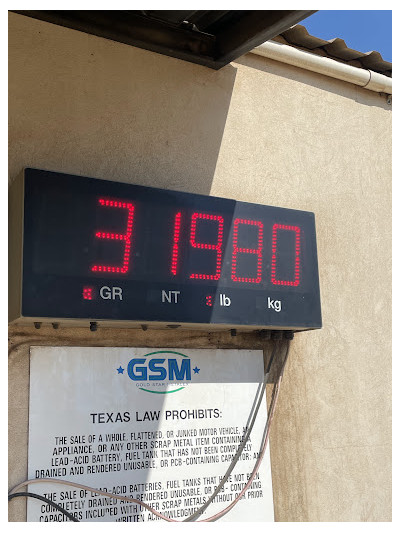 31980
GR NT lb kg
GSM
GOLD STAR METALS
TEXAS LAW PROHIBITS:
THE SALE OF A WHOLE, FLATTENED, OR JUNKED MOTOR VEHICLE, AN
APPLIANCE, OR ANY OTHER SCRAP METAL ITEM CONTAINING A
LEAD-ACID BATTERY, FUEL TANK THAT HAS NOT BEEN COMPLETELY
DRAINED AND RENDERED UNUSABLE, OR PCB-CONTAINING CAPACITOR; AND
THE SALE OF LEAD-ACID BATTERIES, FUEL TANKS THAT HAVE NOT BEEN
COMPLETELY DRAINED AND RENDERED UNUSABLE, OR PCB-CONTAINING
CAPACITORS INCLUDED WITH OTHER SCRAP METALS WITHOUT OUR PRIOR
WRITTEN ACKNOWLEDGMENT.